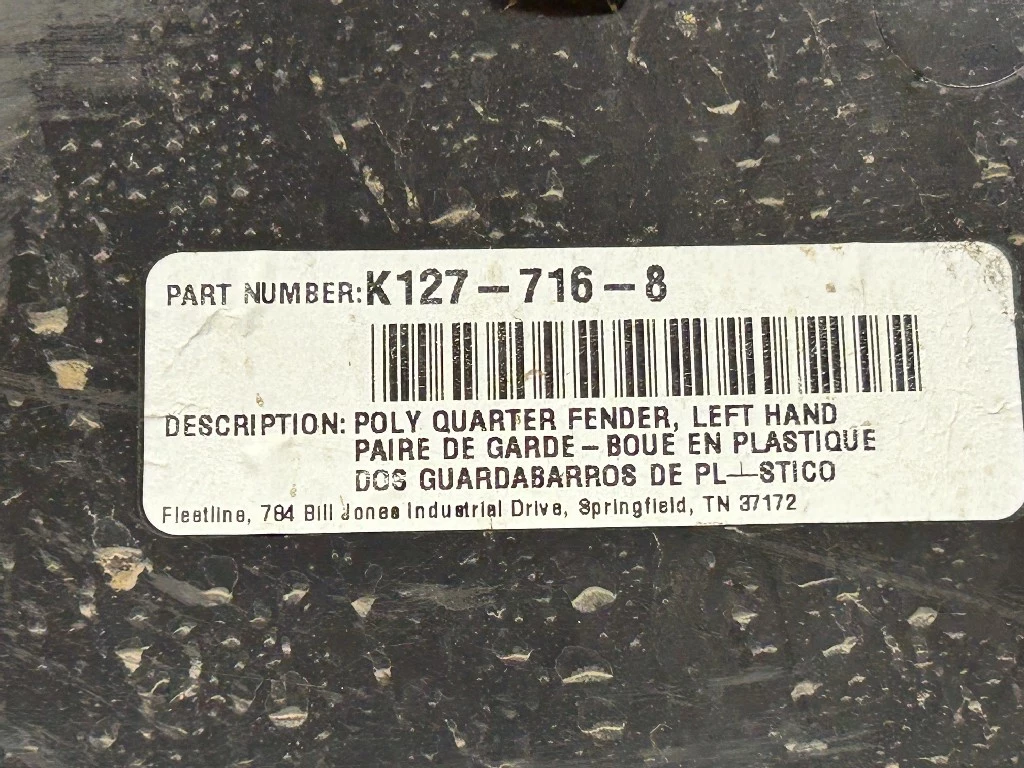 PART NUMBER: K127-716-8
DESCRIPTION: POLY QUARTER FENDER, LEFT HAND
PAIRE DE GARDE-BOUE EN PLASTIQUE
DOS GUARDABARROS DE PL—STICO
Fleetline, 784 Bill Jones Industrial Drive, Springfield, TN 37172